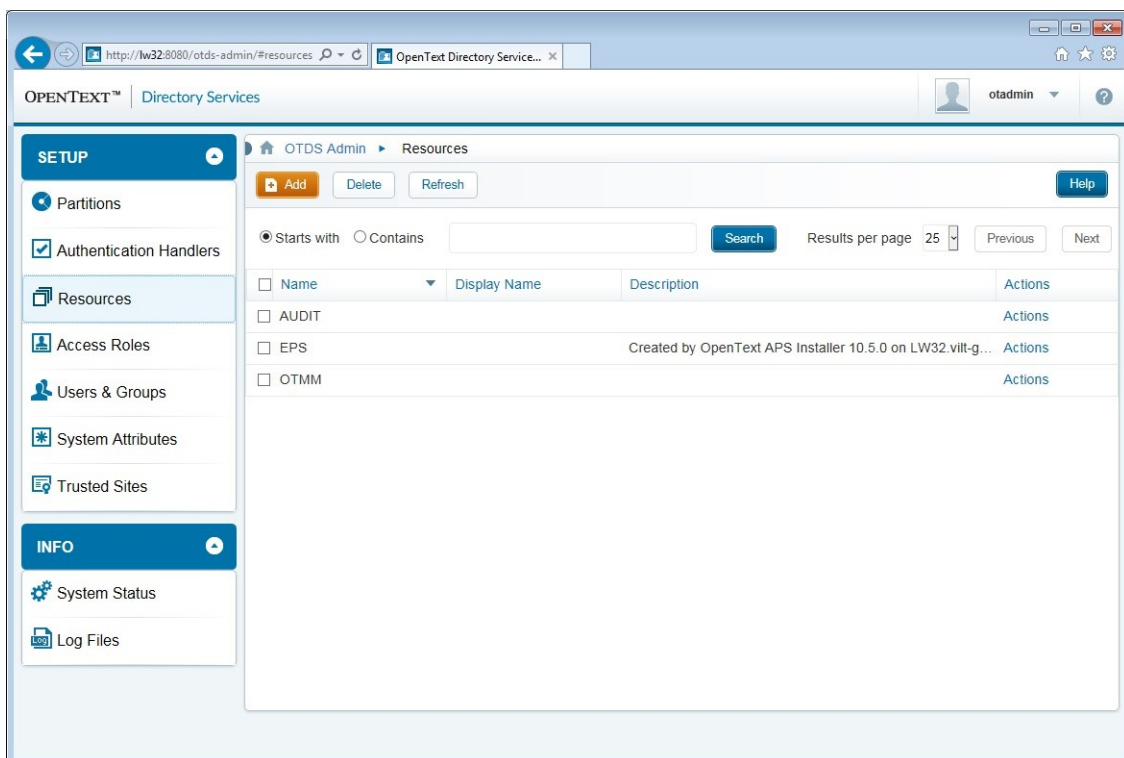 http://lw32:8080/otds-admin/#resources
OpenText Directory Service...
OPENTEXT™ Directory Services
otadmin
SETUP
Partitions
Authentication Handlers
Resources
Access Roles
Users & Groups
System Attributes
Trusted Sites
INFO
System Status
Log
Log Files
OTDS Admin Resources
Add Delete Refresh Help
Starts with Contains Search Results per page 25 Previous Next
Name Display Name Description Actions
AUDIT Actions
EPS Created by OpenText APS Installer 10.5.0 on LW32.vilt-g... Actions
OTMM Actions